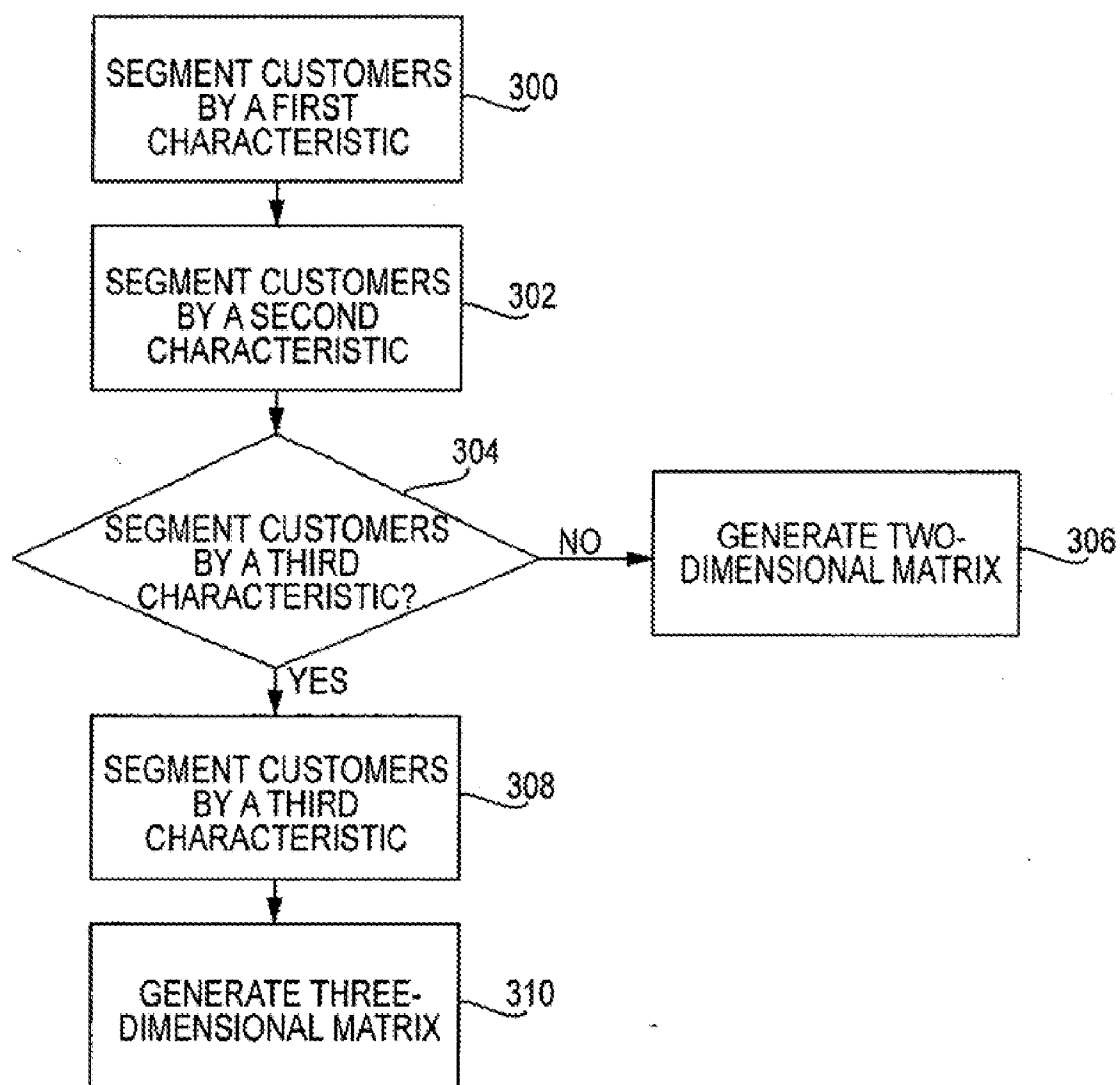 SEGMENT CUSTOMERS
BY A FIRST
CHARACTERISTIC
300
SEGMENT CUSTOMERS
BY A SECOND
CHARACTERISTIC
302
304
SEGMENT CUSTOMERS
BY A THIRD
CHARACTERISTIC?
NO
GENERATE TWO-
DIMENSIONAL MATRIX
306
YES
SEGMENT CUSTOMERS
BY A THIRD
CHARACTERISTIC
308
GENERATE THREE-
DIMENSIONAL MATRIX
310